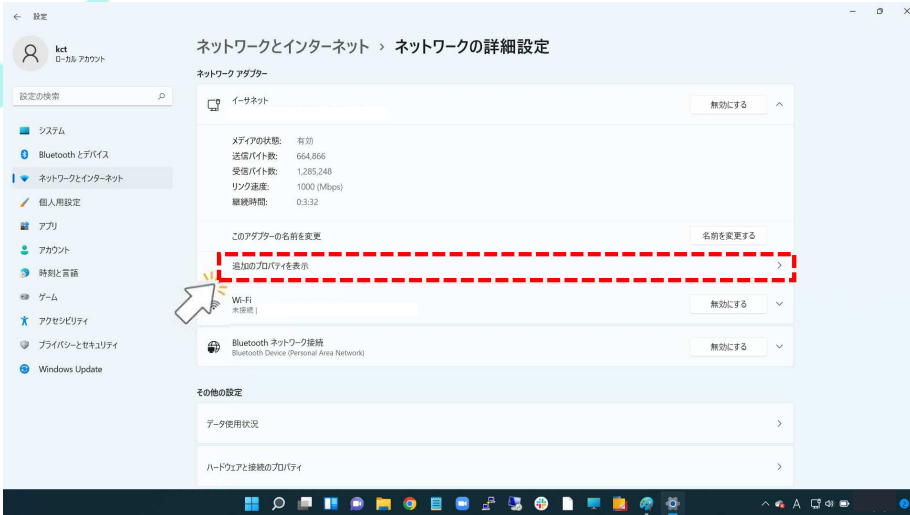 設定
kct
ローカル アカウント
設定の検索
システム
Bluetooth とデバイス
ネットワークとインターネット
個人用設定
アプリ
アカウント
時刻と言語
ゲーム
アクセシビリティ
プライバシーとセキュリティ
Windows Update
ネットワークとインターネット › ネットワークの詳細設定
ネットワーク アダプター
イーサネット
無効にする
メディアの状態: 有効
送信バイト数: 664,866
受信バイト数: 1,285,248
リンク速度: 1000 (Mbps)
継続時間: 0:3:32
このアダプターの名前を変更
名前を変更する
追加のプロパティを表示
Wi-Fi
未接続 |
無効にする
Bluetooth ネットワーク接続
Bluetooth Device (Personal Area Network)
無効にする
その他の設定
データ使用状況
ハードウェアと接続のプロパティ
A
2